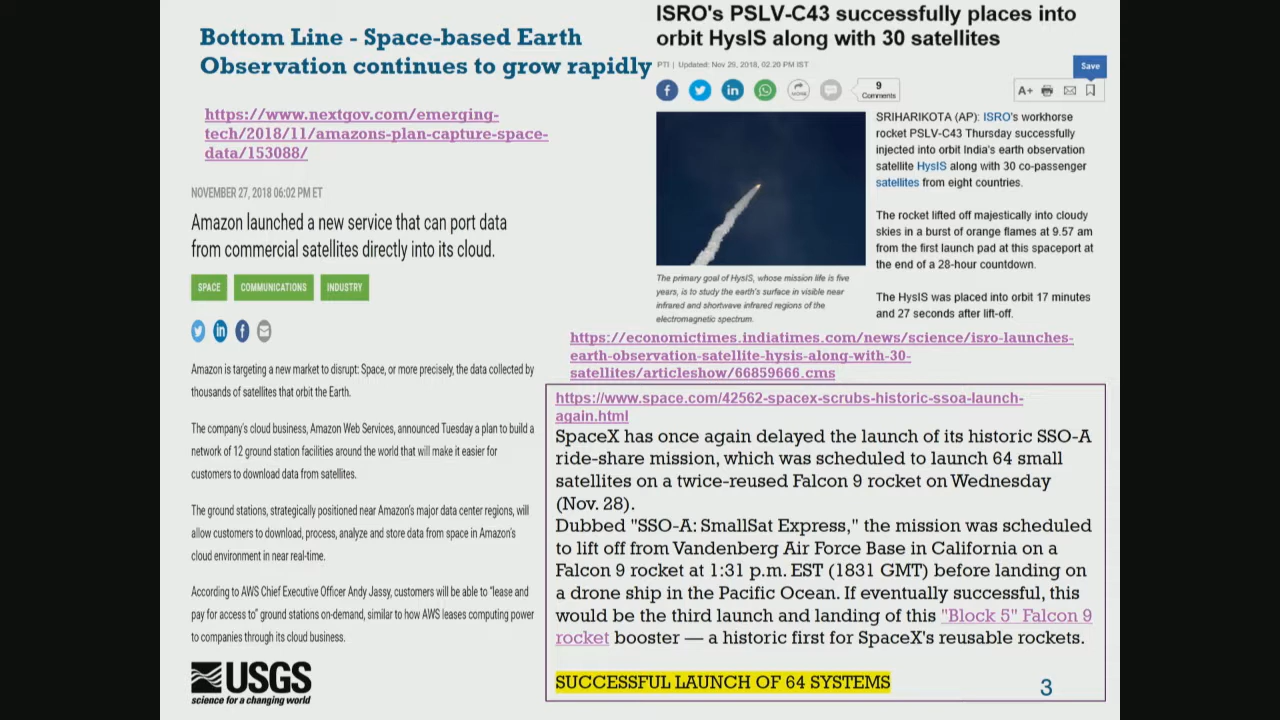 Bottom Line - Space-based Earth
Observation continues to grow rapidly
https://www.nextgov.com/emerging-
tech/2018/11/amazons-plan-capture-space-
data/153088/
NOVEMBER 27, 2018 06:02 PM ET
Amazon launched a new service that can port data
from commercial satellites directly into its cloud.
SPACE
COMMUNICATIONS
INDUSTRY
Amazon is targeting a new market to disrupt: Space, or more precisely, the data collected by
thousands of satellites that orbit the Earth.
The company's cloud business, Amazon Web Services, announced Tuesday a plan to build a
network of 12 ground station facilities around the world that will make it easier for
customers to download data from satellites.
The ground stations, strategically positioned near Amazon's major data center regions, will
allow customers to download, process, analyze and store data from space in Amazon's
cloud environment in near real-time.
According to AWS Chief Executive Officer Andy Jassy, customers will be able to "lease and
pay for access to" ground stations on-demand, similar to how AWS leases computing power
to companies through its cloud business.
USGS
science for a changing world
ISRO's PSLV-C43 successfully places into
orbit HysIS along with 30 satellites
PTI | Updated: Nov 29, 2018, 02.20 PM IST
Save
9
Comments
A+
SRIHARIKOTA (AP): ISRO's workhorse
rocket PSLV-C43 Thursday successfully
injected into orbit India's earth observation
satellite HysIS along with 30 co-passenger
satellites from eight countries.
The rocket lifted off majestically into cloudy
skies in a burst of orange flames at 9.57 am
from the first launch pad at this spaceport at
the end of a 28-hour countdown.
The HysIS was placed into orbit 17 minutes
and 27 seconds after lift-off.
The primary goal of HysIS, whose mission life is five
years, is to study the earth's surface in visible near
infrared and shortwave infrared regions of the
electromagnetic spectrum.
https://economictimes.indiatimes.com/news/science/isro-launches-
earth-observation-satellite-hysis-along-with-30-
satellites/articleshow/66859666.cms
https://www.space.com/42562-spacex-scrubs-historic-ssoa-launch-
again.html
SpaceX has once again delayed the launch of its historic SSO-A
ride-share mission, which was scheduled to launch 64 small
satellites on a twice-reused Falcon 9 rocket on Wednesday
(Nov. 28).
Dubbed "SSO-A: SmallSat Express," the mission was scheduled
to lift off from Vandenberg Air Force Base in California on a
Falcon 9 rocket at 1:31 p.m. EST (1831 GMT) before landing on
a drone ship in the Pacific Ocean. If eventually successful, this
would be the third launch and landing of this "Block 5" Falcon 9
rocket booster — a historic first for SpaceX's reusable rockets.
SUCCESSFUL LAUNCH OF 64 SYSTEMS
3